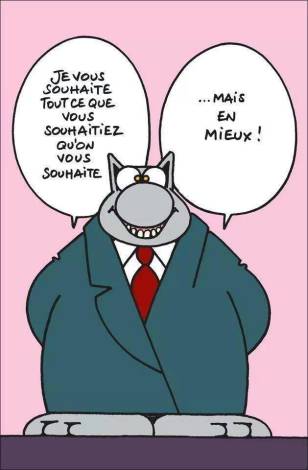 JE VOUS
SOUHAITE
TOUT CE QUE
VOUS
SOUHAITIEZ
QU'ON
VOUS
SOUHAITE
...MAIS
EN
MIEUX !